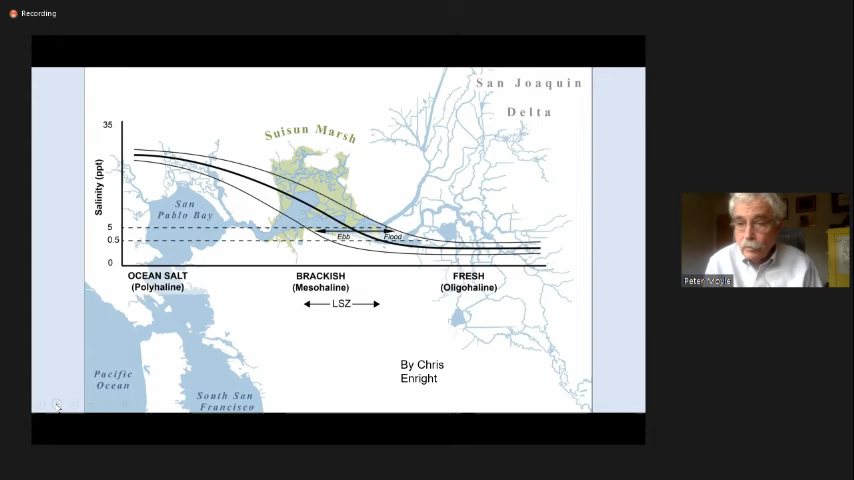 Recording
San Joaquin
Delta
Suisun Marsh
35
Salinity (ppt)
San
Pablo Bay
5
0.5
0
Ebb
Flood
OCEAN SALT
(Polyhaline)
BRACKISH
(Mesohaline)
FRESH
(Oligohaline)
LSZ
By Chris
Enright
Pacific
Ocean
South San
Francisco
Peter Moyle